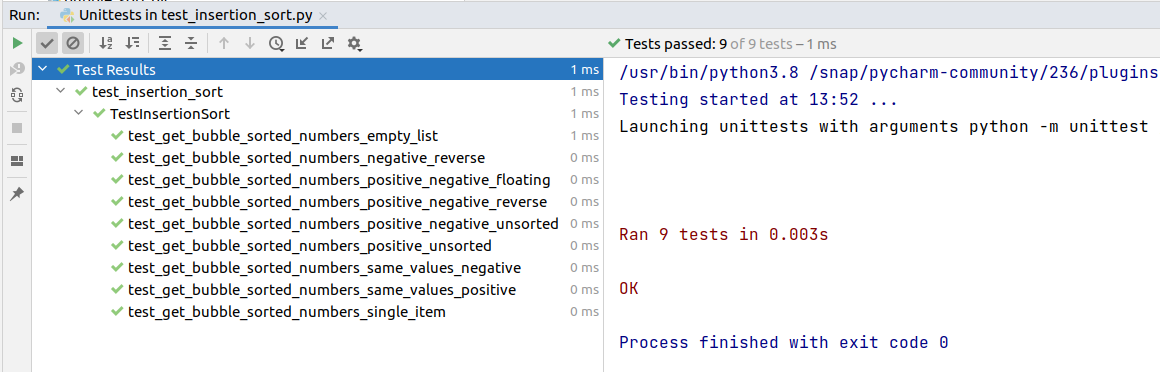 Run: Unittests in test_insertion_sort.py
Tests passed: 9 of 9 tests – 1 ms
Test Results 1 ms
test_insertion_sort 1 ms
TestInsertionSort 1 ms
test_get_bubble_sorted_numbers_empty_list 1 ms
test_get_bubble_sorted_numbers_negative_reverse 0 ms
test_get_bubble_sorted_numbers_positive_negative_floating 0 ms
test_get_bubble_sorted_numbers_positive_negative_reverse 0 ms
test_get_bubble_sorted_numbers_positive_negative_unsorted 0 ms
test_get_bubble_sorted_numbers_positive_unsorted 0 ms
test_get_bubble_sorted_numbers_same_values_negative 0 ms
test_get_bubble_sorted_numbers_same_values_positive 0 ms
test_get_bubble_sorted_numbers_single_item 0 ms
/usr/bin/python3.8 /snap/pycharm-community/236/plugins
Testing started at 13:52 ...
Launching unittests with arguments python -m unittest
Ran 9 tests in 0.003s
OK
Process finished with exit code 0